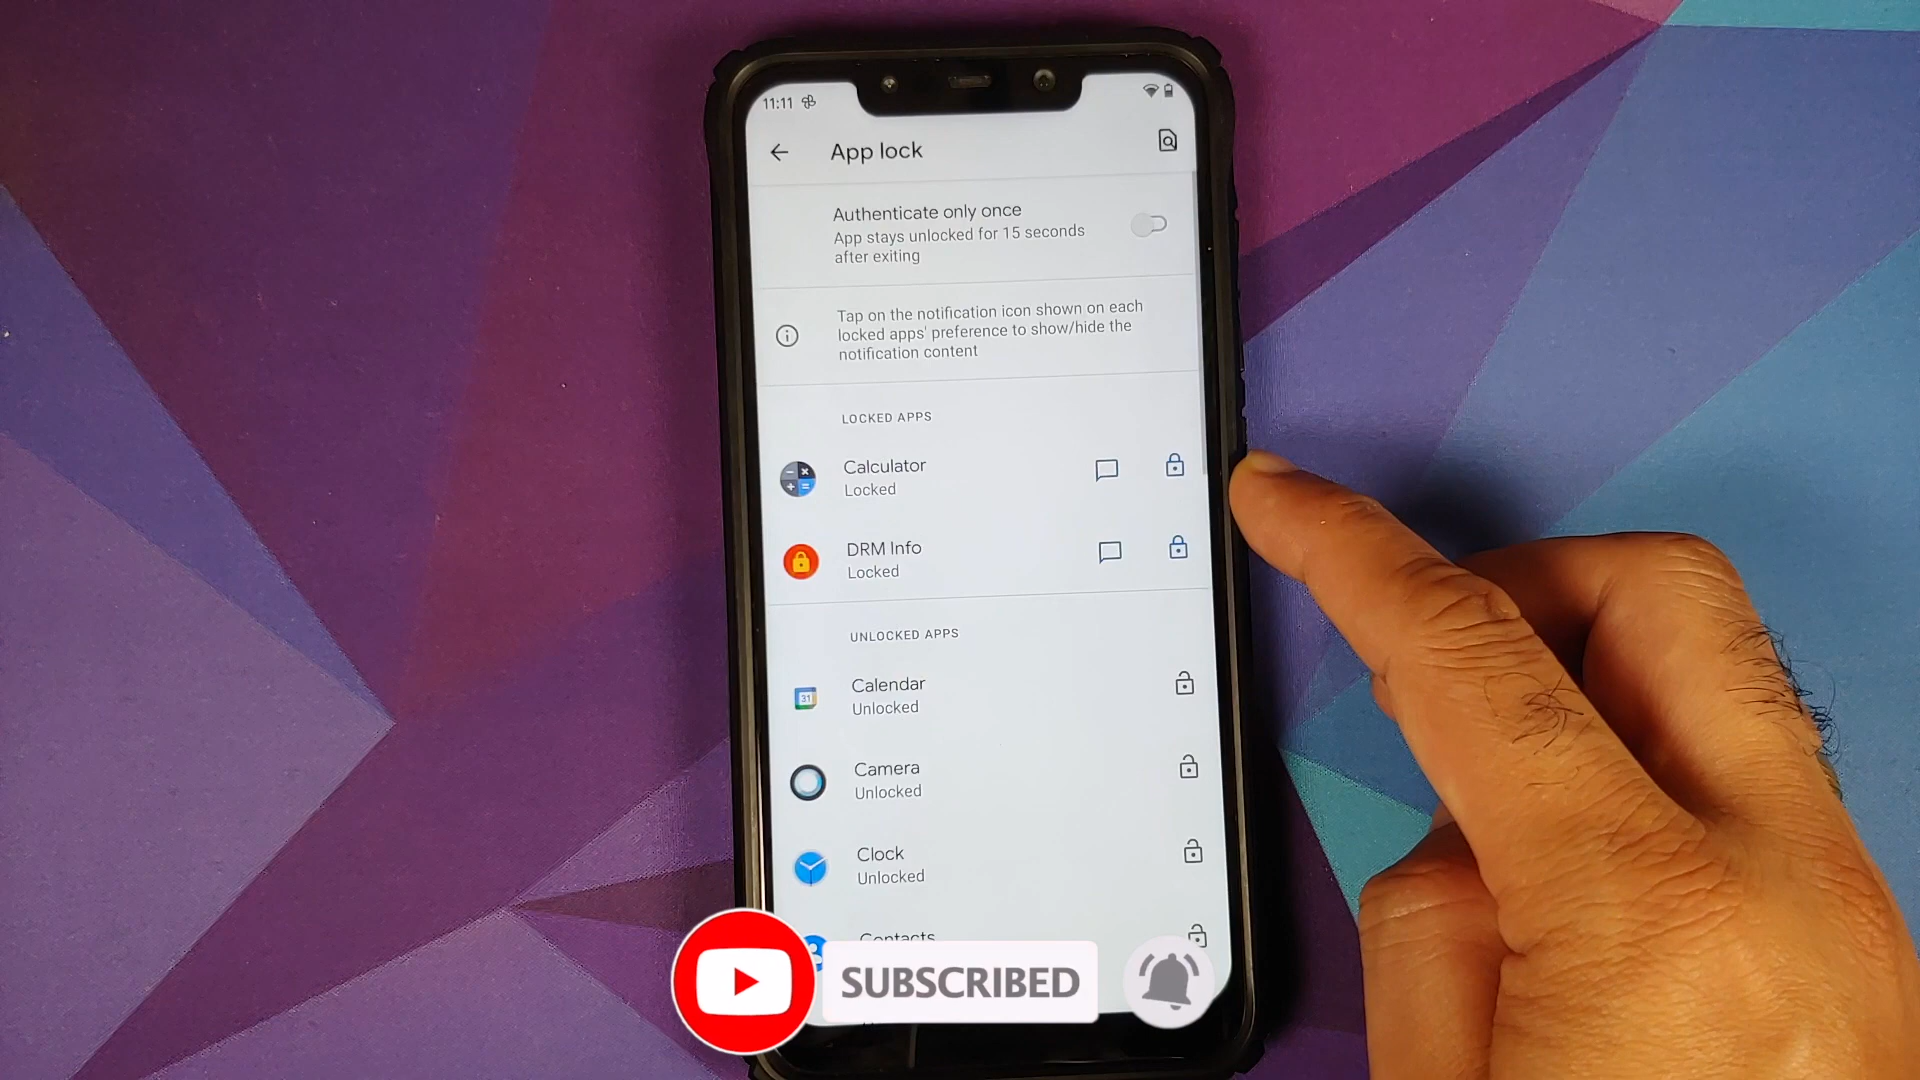 11:11
App lock
Authenticate only once
App stays unlocked for 15 seconds
after exiting
Tap on the notification icon shown on each
locked apps' preference to show/hide the
notification content
LOCKED APPS
Calculator
Locked
DRM Info
Locked
UNLOCKED APPS
31
Calendar
Unlocked
Camera
Unlocked
Clock
Unlocked
Contacts
SUBSCRIBED